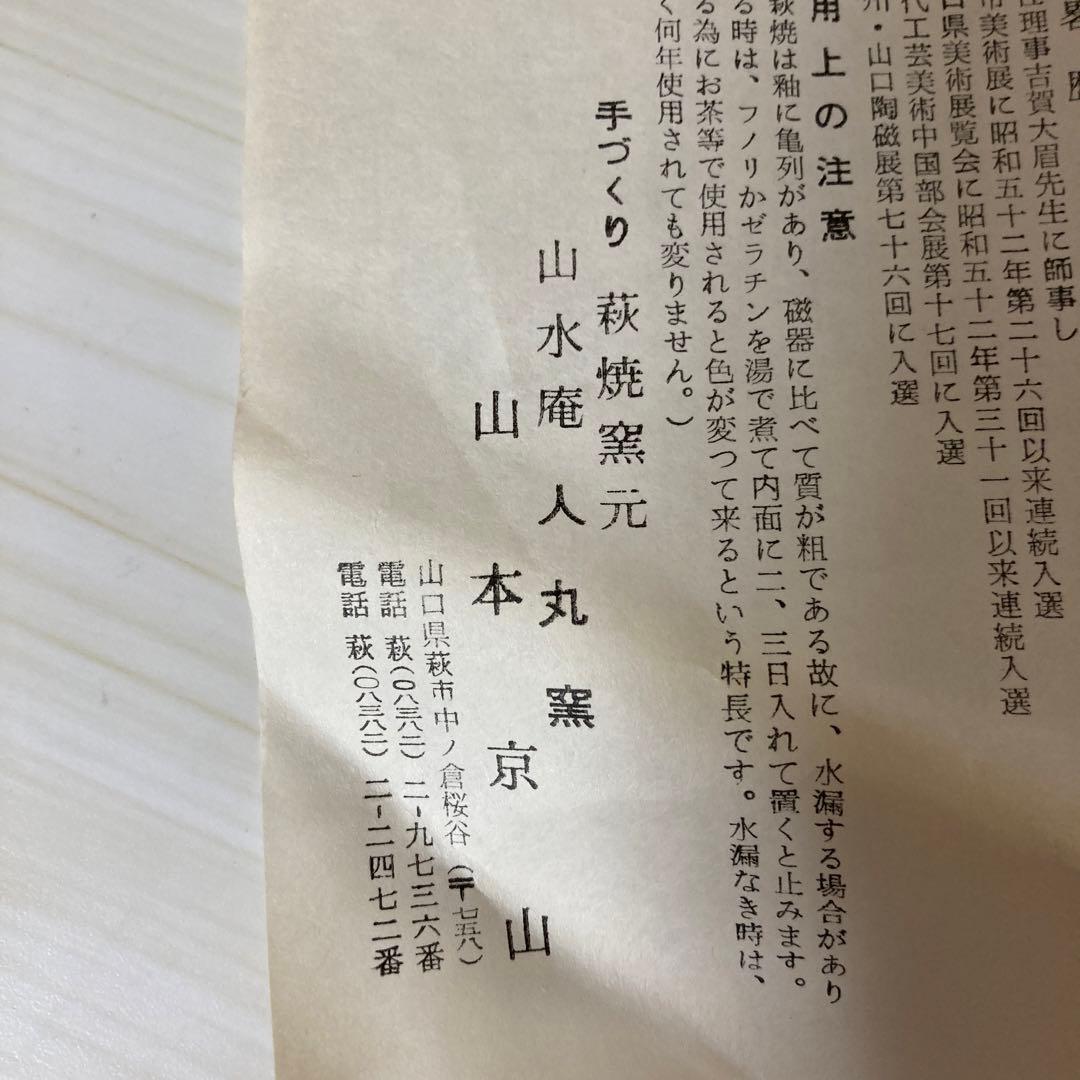 略歴
理事吉賀大眉先生に師事し
市美術展に昭和五十二年第二十六回以来連続入選
口県美術展覧会に昭和五十二年第三十一回以来連続入選
代工芸美術中国部会展第十七回に入選
州・山口陶磁展第七十六回に入選
用上の注意
萩焼は釉に亀列があり、磁器に比べて質が粗である故に、水漏する場合があり
る時は、フノリかゼラチンを湯で煮て内面に二、三日入れて置くと止みます。
る為にお茶等で使用されると色が変つて来るという特長です。水漏なき時は、
く何年使用されても変りません。）
手づくり 萩焼窯元
山水庵人丸窯
山本京山
山口県萩市中ノ倉桜谷（〒七五八）
電話 萩（〇八三八二）二-九七三六番
電話 萩（〇八三八二）二-二四七二番